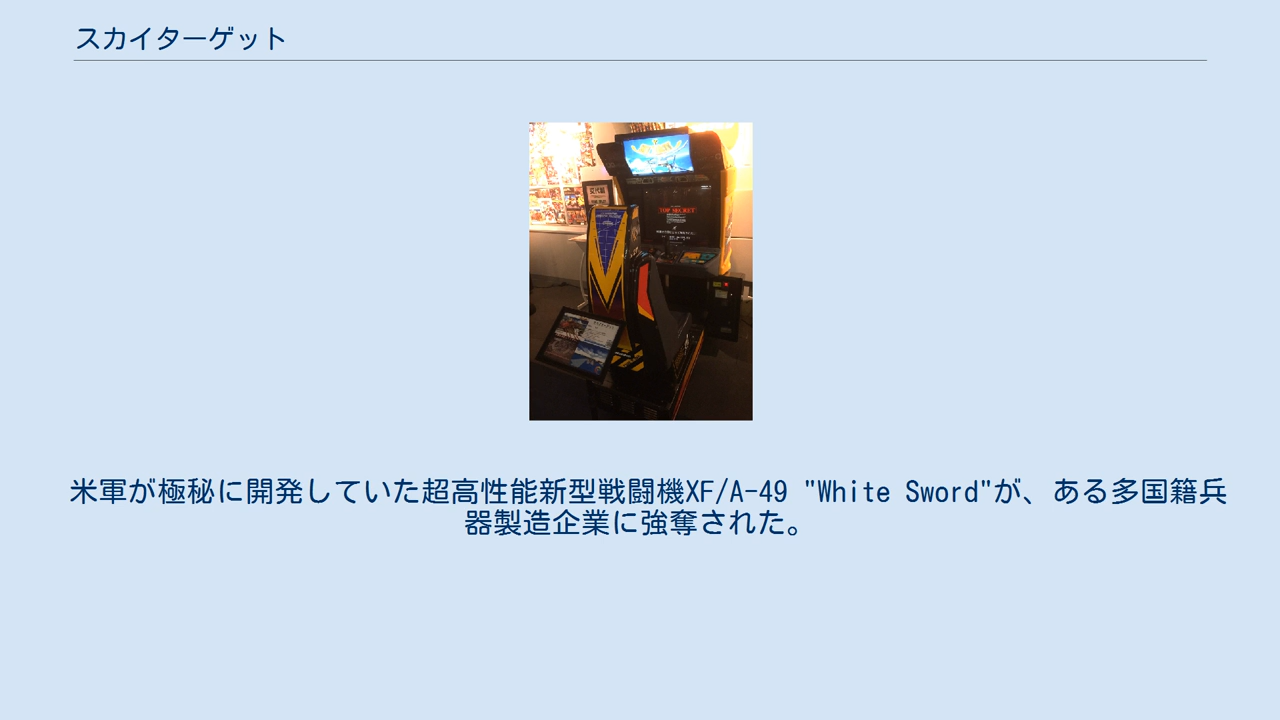 スカイターゲット
TOP SECRET
米軍が極秘に開発していた超高性能新型戦闘機XF/A-49 "White Sword"が、ある多国籍兵
器製造企業に強奪された。